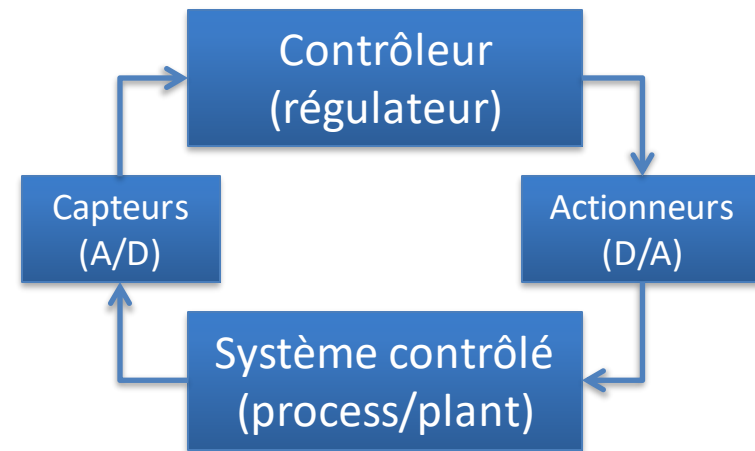 Contrôleur
(régulateur)
Capteurs
(A/D)
Actionneurs
(D/A)
Système contrôlé
(process/plant)